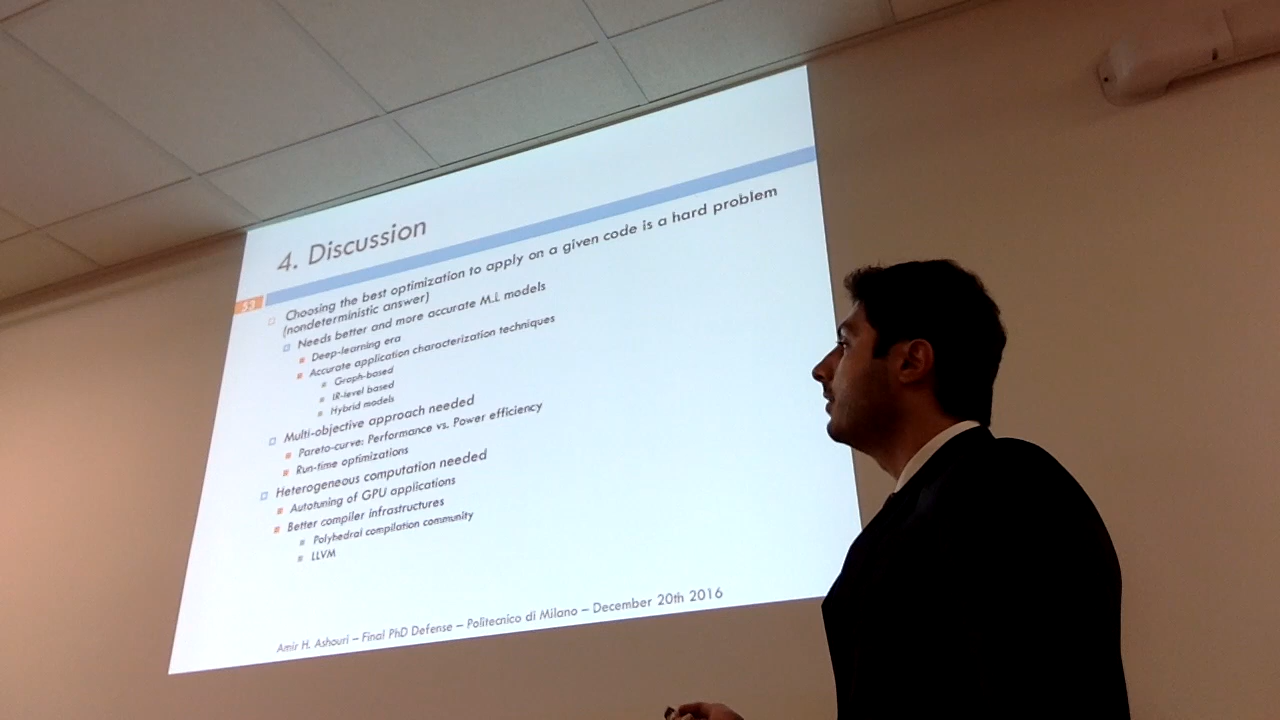 4. Discussion
53
Choosing the best optimization to apply on a given code is a hard problem
(nondeterministic answer)
Needs better and more accurate M.L models
Deep-learning era
Accurate application characterization techniques
Graph-based
IR-level based
Hybrid models
Multi-objective approach needed
Pareto-curve: Performance vs. Power efficiency
Run-time optimizations
Heterogeneous computation needed
Autotuning of GPU applications
Better compiler infrastructures
Polyhedral compilation community
LLVM
Amir H. Ashouri – Final PhD Defense – Politecnico di Milano – December 20th 2016